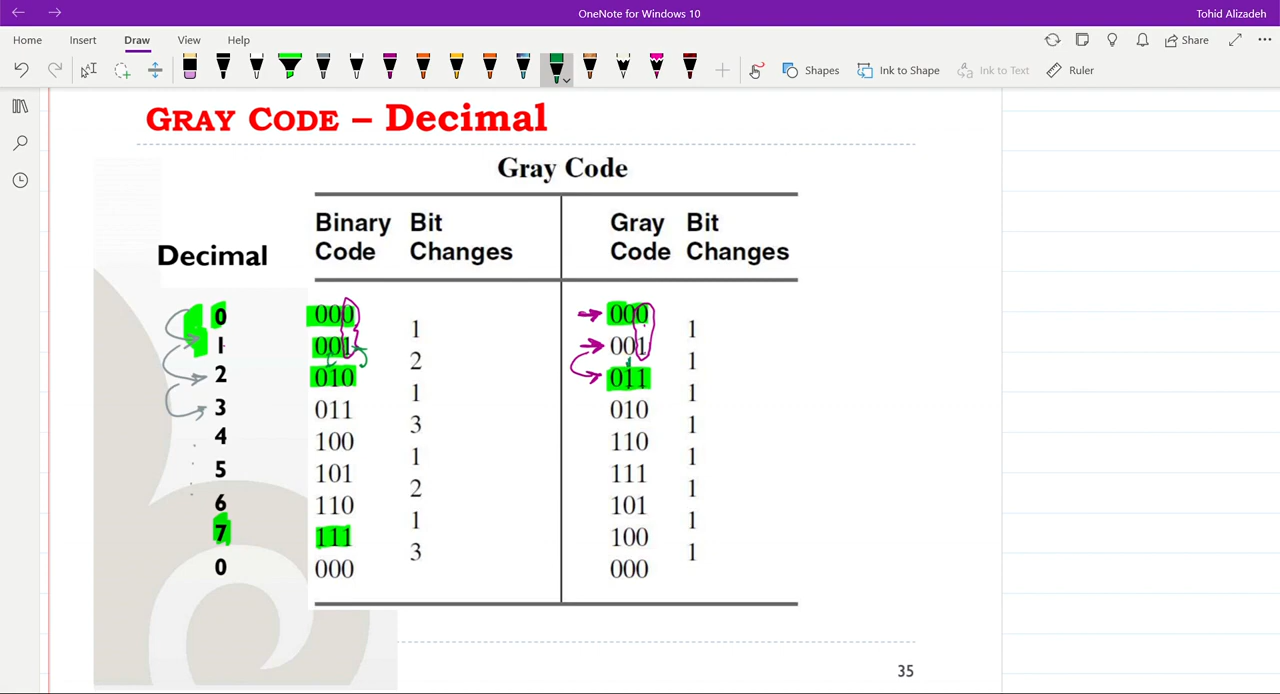 OneNote for Windows 10
Tohid Alizadeh
Home Insert Draw View Help
Share
Shapes Ink to Shape Ink to Text Ruler
GRAY CODE – Decimal
Gray Code
Decimal Binary Code Bit Changes Gray Code Bit Changes
0 000 000
1 1
1 001 001
2 1
2 010 011
1 1
3 011 010
3 1
4 100 110
1 1
5 101 111
2 1
6 110 101
1 1
7 111 100
3 1
0 000 000
35